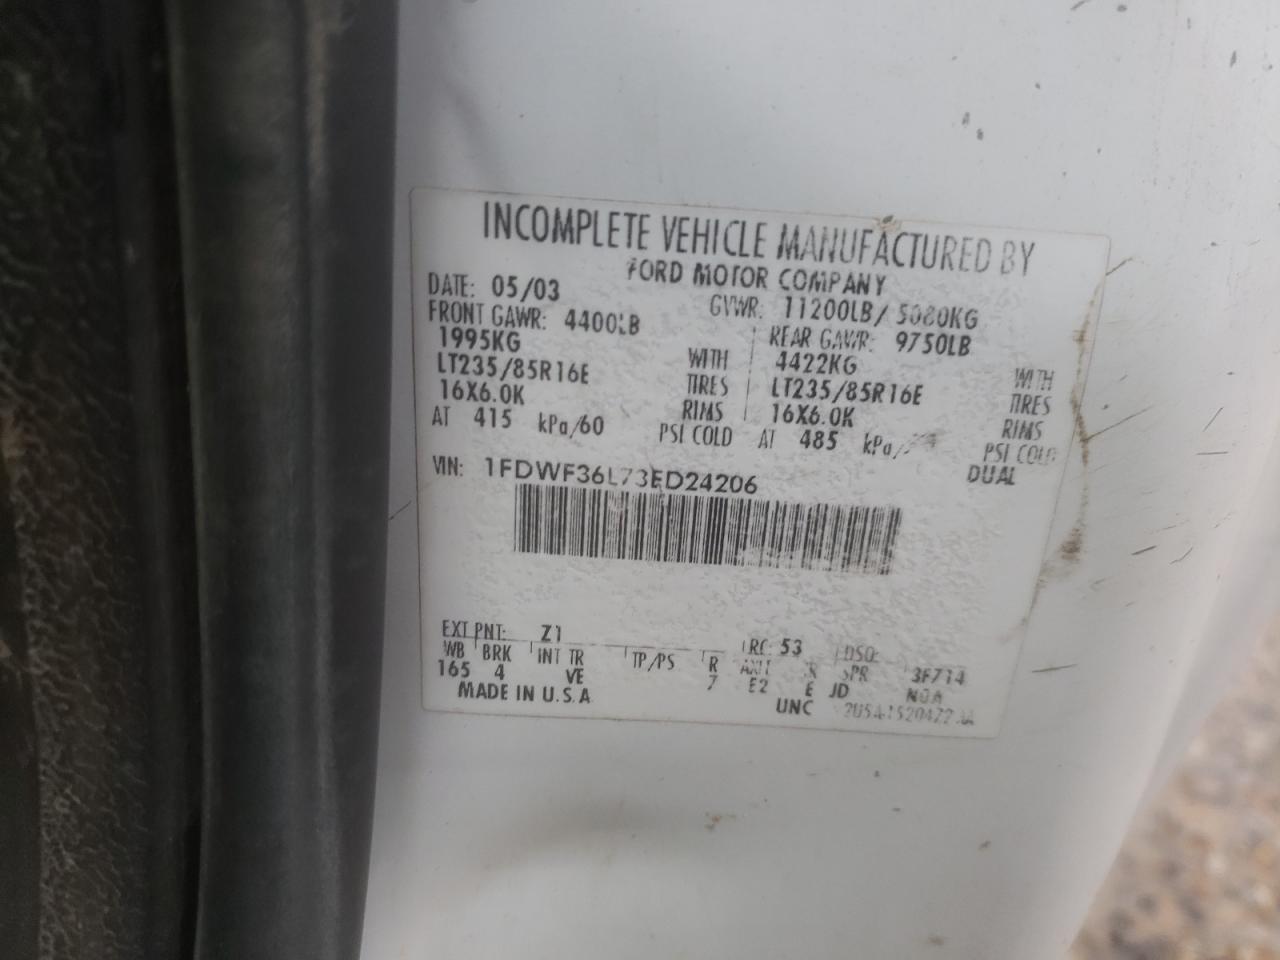 INCOMPLETE VEHICLE MANUFACTURED BY
FORD MOTOR COMPANY
DATE: 05/03 GVWR: 11200LB/ 5080KG
FRONT GAWR: 4400LB REAR GAWR: 9750LB
1995KG WITH 4422KG WITH
LT235/85R16E TIRES LT235/85R16E TIRES
16X6.0K RIMS 16X6.0K RIMS
AT 415 kPa/60 PSI COLD AT 485 kPa/ PSI COLD
DUAL
VIN: 1FDWF36L73ED24206
EXT PNT: Z1 RC: 53 DSO:
WB BRK INT TR TP/PS R SPR 3F714
165 4 VE 7 E2 E JD
MADE IN U.S.A UNC